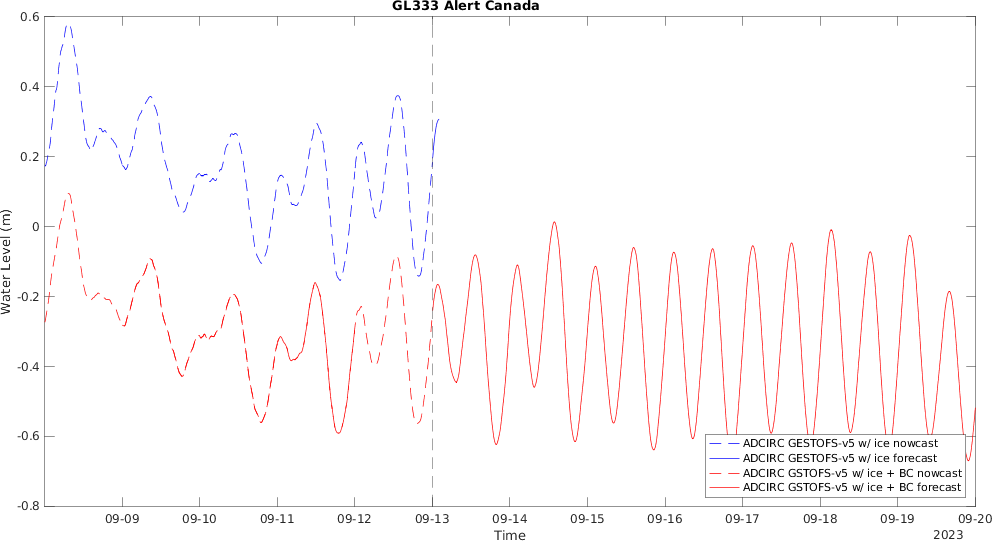 GL333 Alert Canada
0.6
0.4
0.2
0
-0.2
-0.4
-0.6
-0.8
Water Level (m)
ADCIRC GESTOFS-v5 w/ ice nowcast
ADCIRC GESTOFS-v5 w/ ice forecast
ADCIRC GSTOFS-v5 w/ ice + BC nowcast
ADCIRC GSTOFS-v5 w/ ice + BC forecast
09-09 09-10 09-11 09-12 09-13 09-14 09-15 09-16 09-17 09-18 09-19 09-20
Time
2023